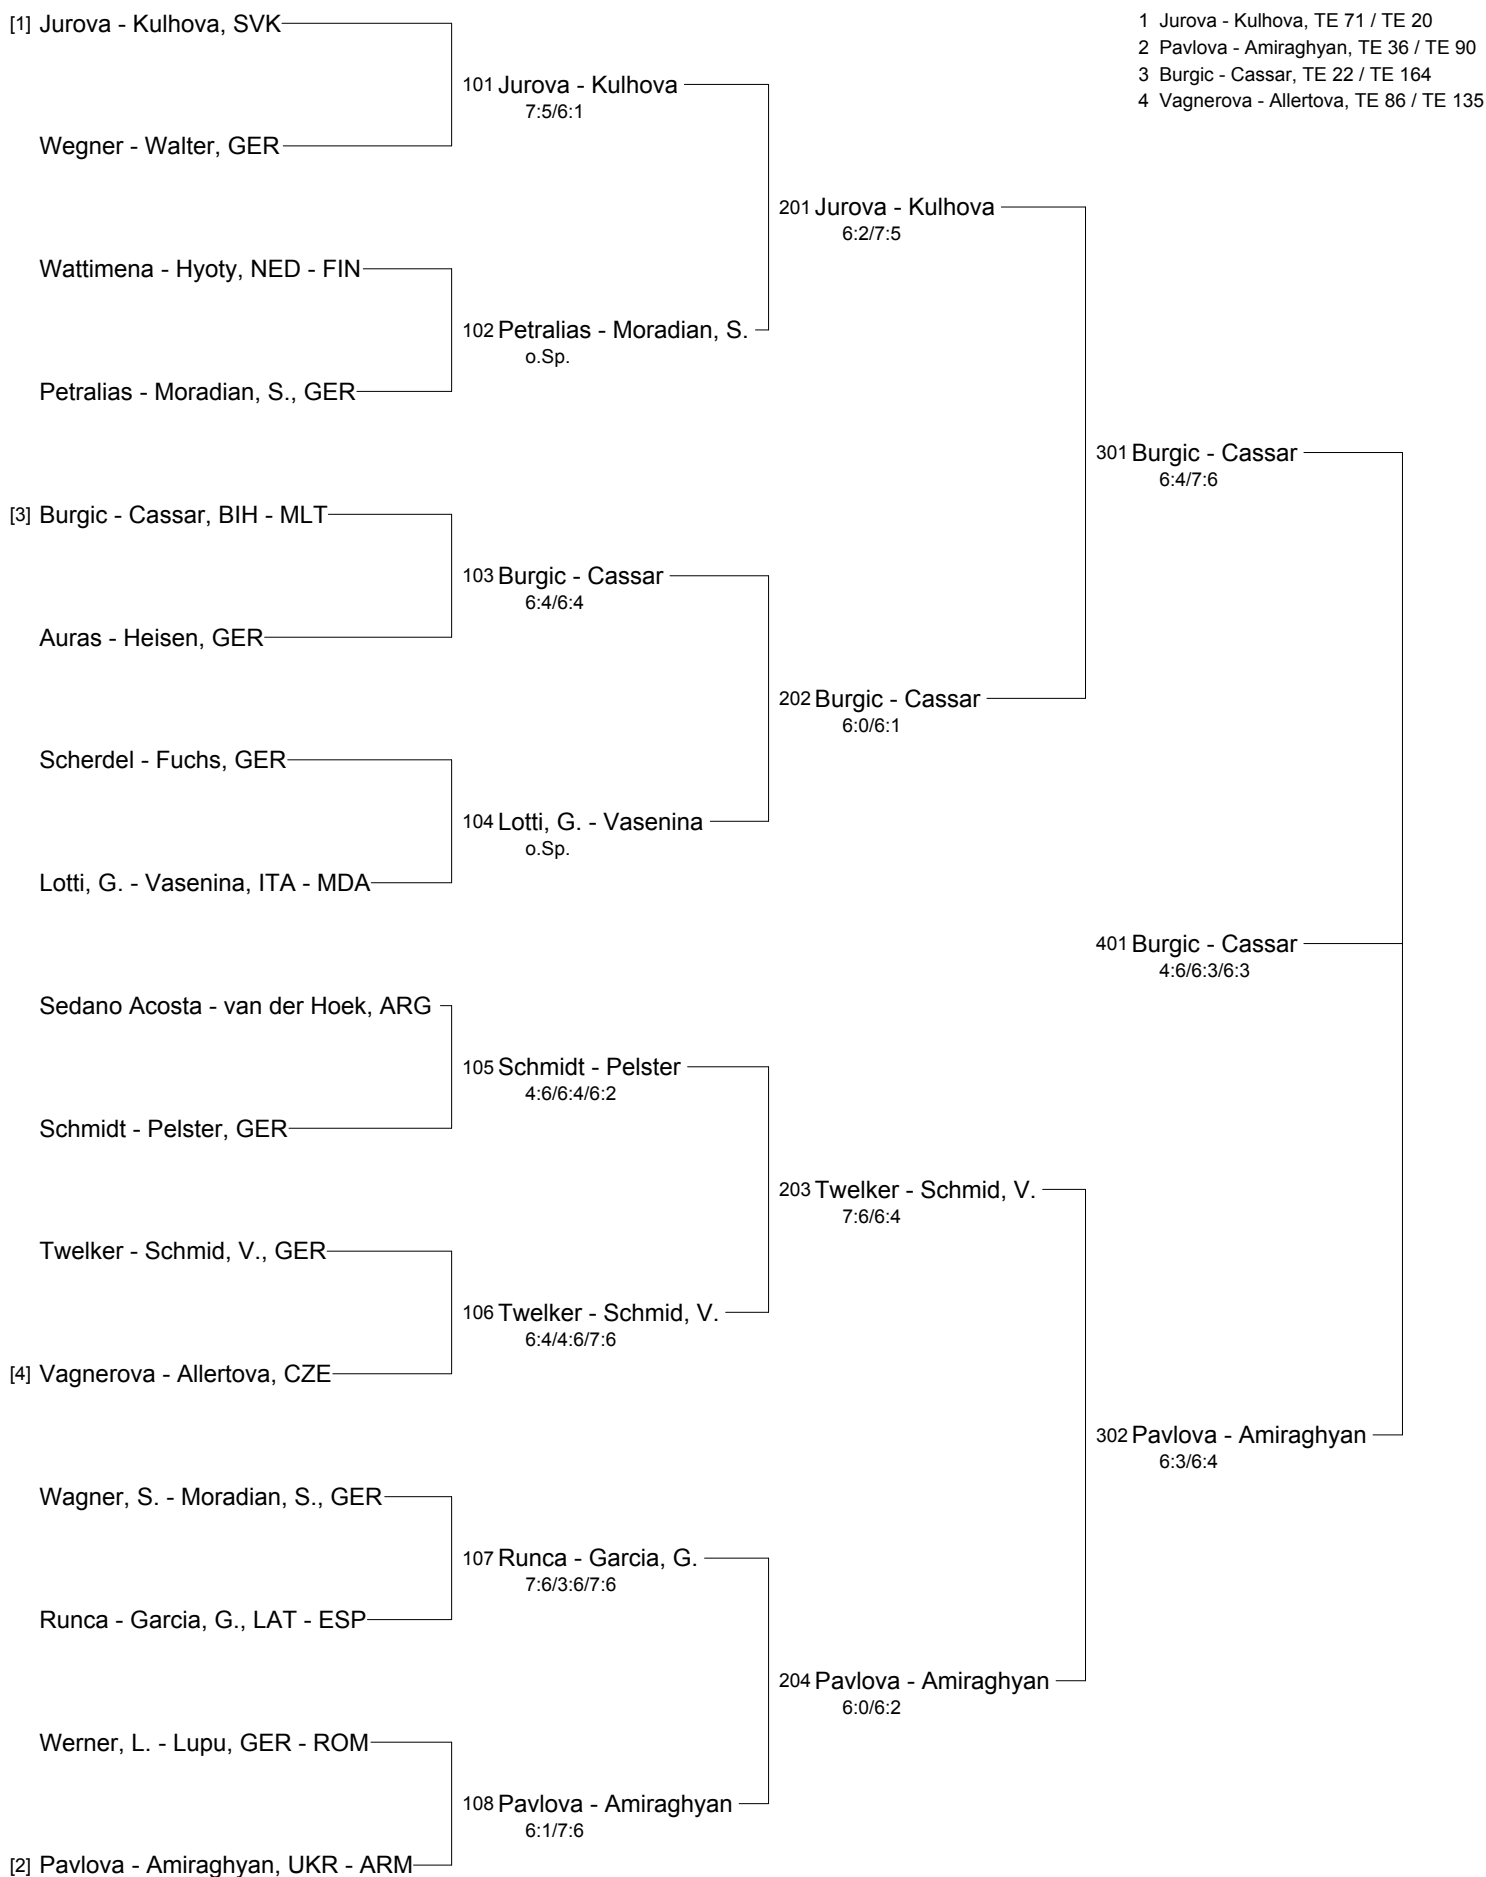 [1] Jurova - Kulhova, SVK
Wegner - Walter, GER
Wattimena - Hyoty, NED - FIN
Petralias - Moradian, S., GER
[3] Burgic - Cassar, BIH - MLT
Auras - Heisen, GER
Scherdel - Fuchs, GER
Lotti, G. - Vasenina, ITA - MDA
Sedano Acosta - van der Hoek, ARG
Schmidt - Pelster, GER
Twelker - Schmid, V., GER
[4] Vagnerova - Allertova, CZE
Wagner, S. - Moradian, S., GER
Runca - Garcia, G., LAT - ESP
Werner, L. - Lupu, GER - ROM
[2] Pavlova - Amiraghyan, UKR - ARM
101 Jurova - Kulhova
7:5/6:1
102 Petralias - Moradian, S.
o.Sp.
103 Burgic - Cassar
6:4/6:4
104 Lotti, G. - Vasenina
o.Sp.
105 Schmidt - Pelster
4:6/6:4/6:2
106 Twelker - Schmid, V.
6:4/4:6/7:6
107 Runca - Garcia, G.
7:6/3:6/7:6
108 Pavlova - Amiraghyan
6:1/7:6
201 Jurova - Kulhova
6:2/7:5
202 Burgic - Cassar
6:0/6:1
203 Twelker - Schmid, V.
7:6/6:4
204 Pavlova - Amiraghyan
6:0/6:2
301 Burgic - Cassar
6:4/7:6
401 Burgic - Cassar
4:6/6:3/6:3
302 Pavlova - Amiraghyan
6:3/6:4
1 Jurova - Kulhova, TE 71 / TE 20
2 Pavlova - Amiraghyan, TE 36 / TE 90
3 Burgic - Cassar, TE 22 / TE 164
4 Vagnerova - Allertova, TE 86 / TE 135